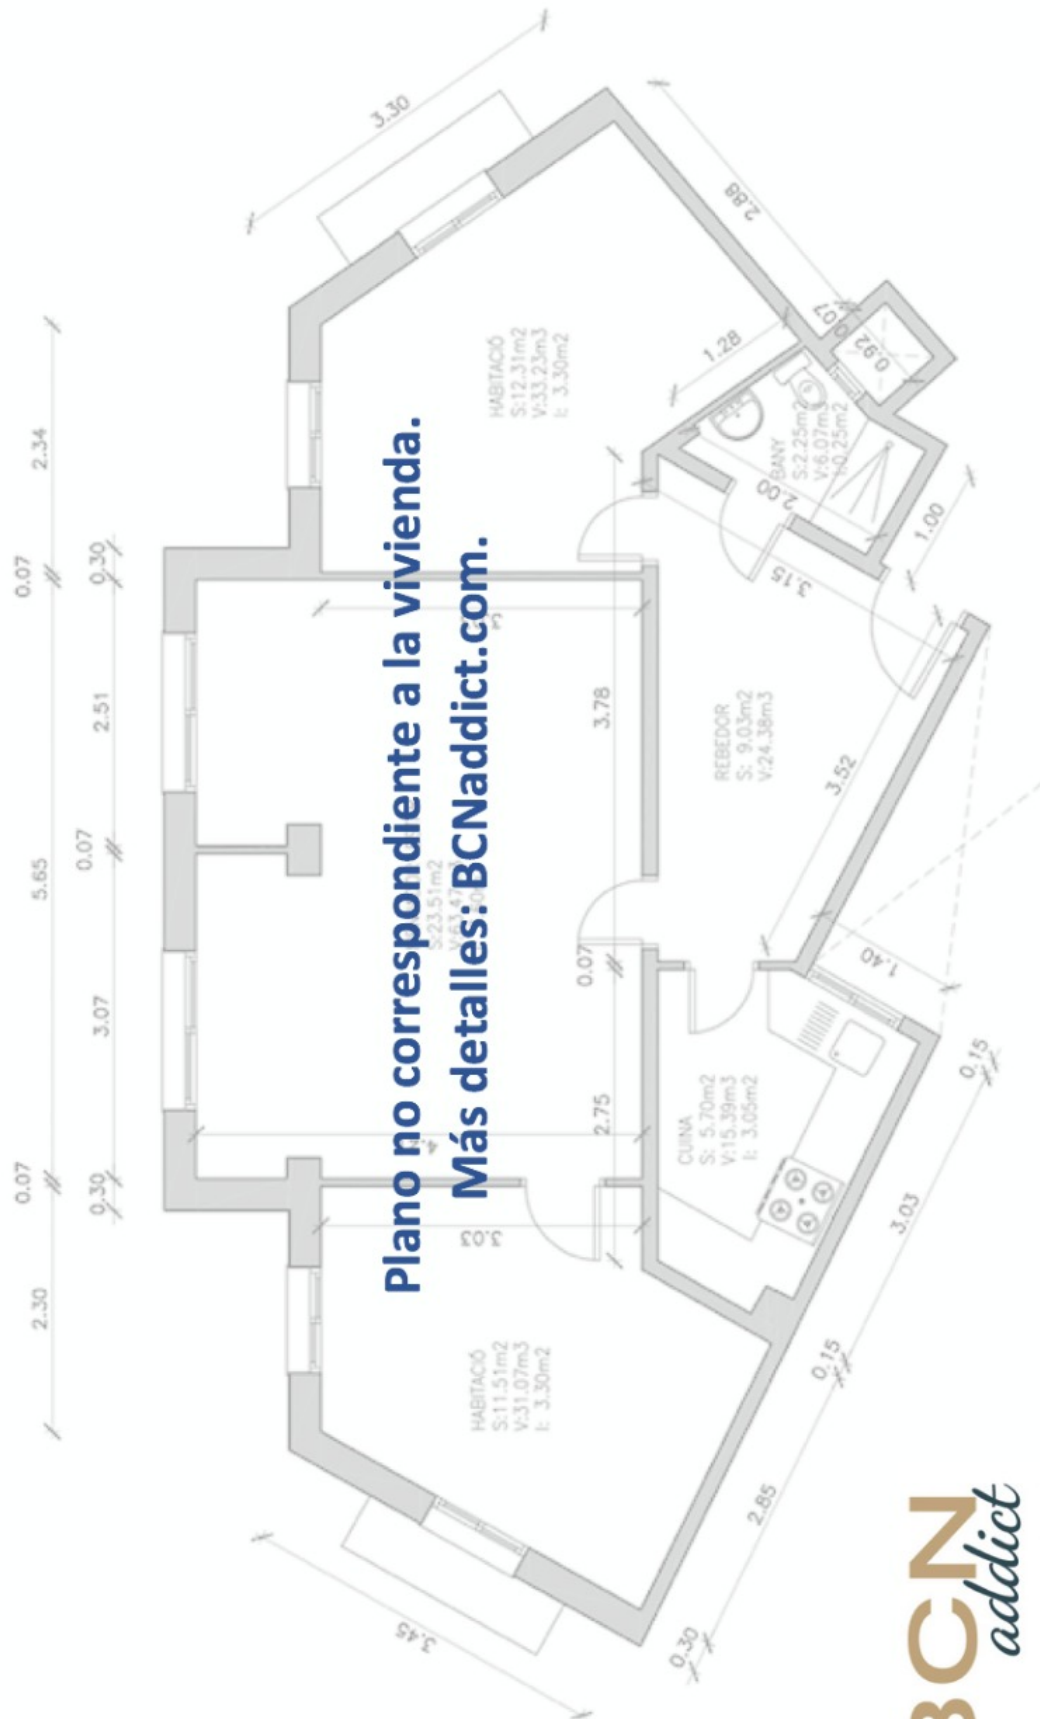 Plano no correspondiente a la vivienda.
Más detalles: BCNaddict.com.
3.30
2.88
2.34
0.07
0.30
HABITACIÓ
S:12.31m2
V:33.23m3
I: 3.30m2
1.28
0.07
0.92
BANY
S:2.25m2
V:6.07m3
I:0.25m2
2.00
1.00
3.15
2.51
3.78
REBEDOR
S: 9.03m2
V:24.38m3
3.52
0.07
5.65
S:23.51m2
0.07
1.40
3.07
2.75
CUINA
S: 5.70m2
V:15.39m3
I: 3.05m2
0.15
0.07
0.30
3.03
3.03
2.30
HABITACIÓ
S:11.51m2
V:31.07m3
I: 3.30m2
0.15
2.85
3.45
0.30
BCN
addict